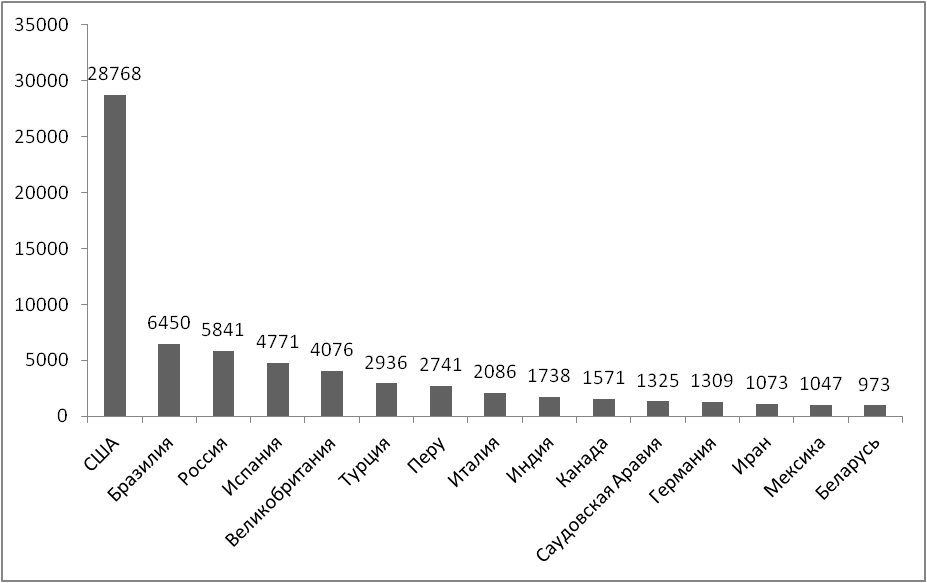 35000
30000
25000
20000
15000
10000
5000
0
28768
6450
5841
4771
4076
2936
2741
2086
1738
1571
1325
1309
1073
1047
973
США
Бразилия
Россия
Испания
Великобритания
Турция
Перу
Италия
Индия
Канада
Саудовская Аравия
Германия
Иран
Мексика
Беларусь